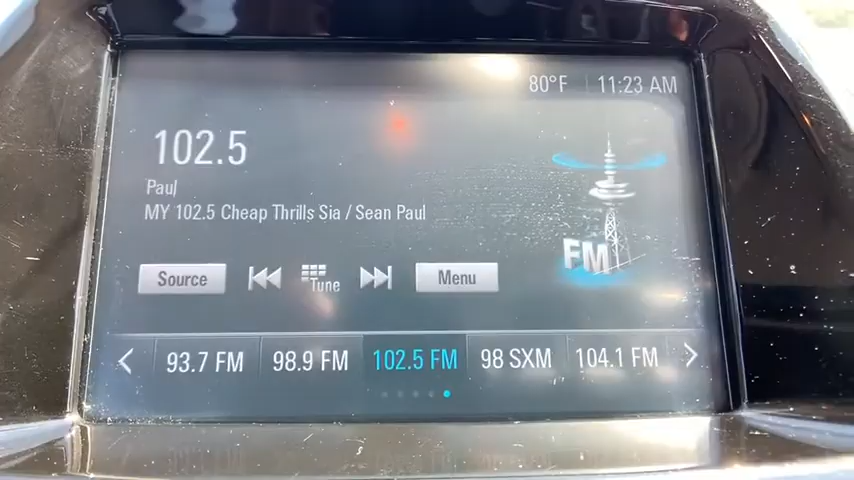 80°F 11:23 AM
102.5
Paul
MY 102.5 Cheap Thrills Sia / Sean Paul
FM
Source Tune Menu
93.7 FM 98.9 FM 102.5 FM 98 SXM 104.1 FM